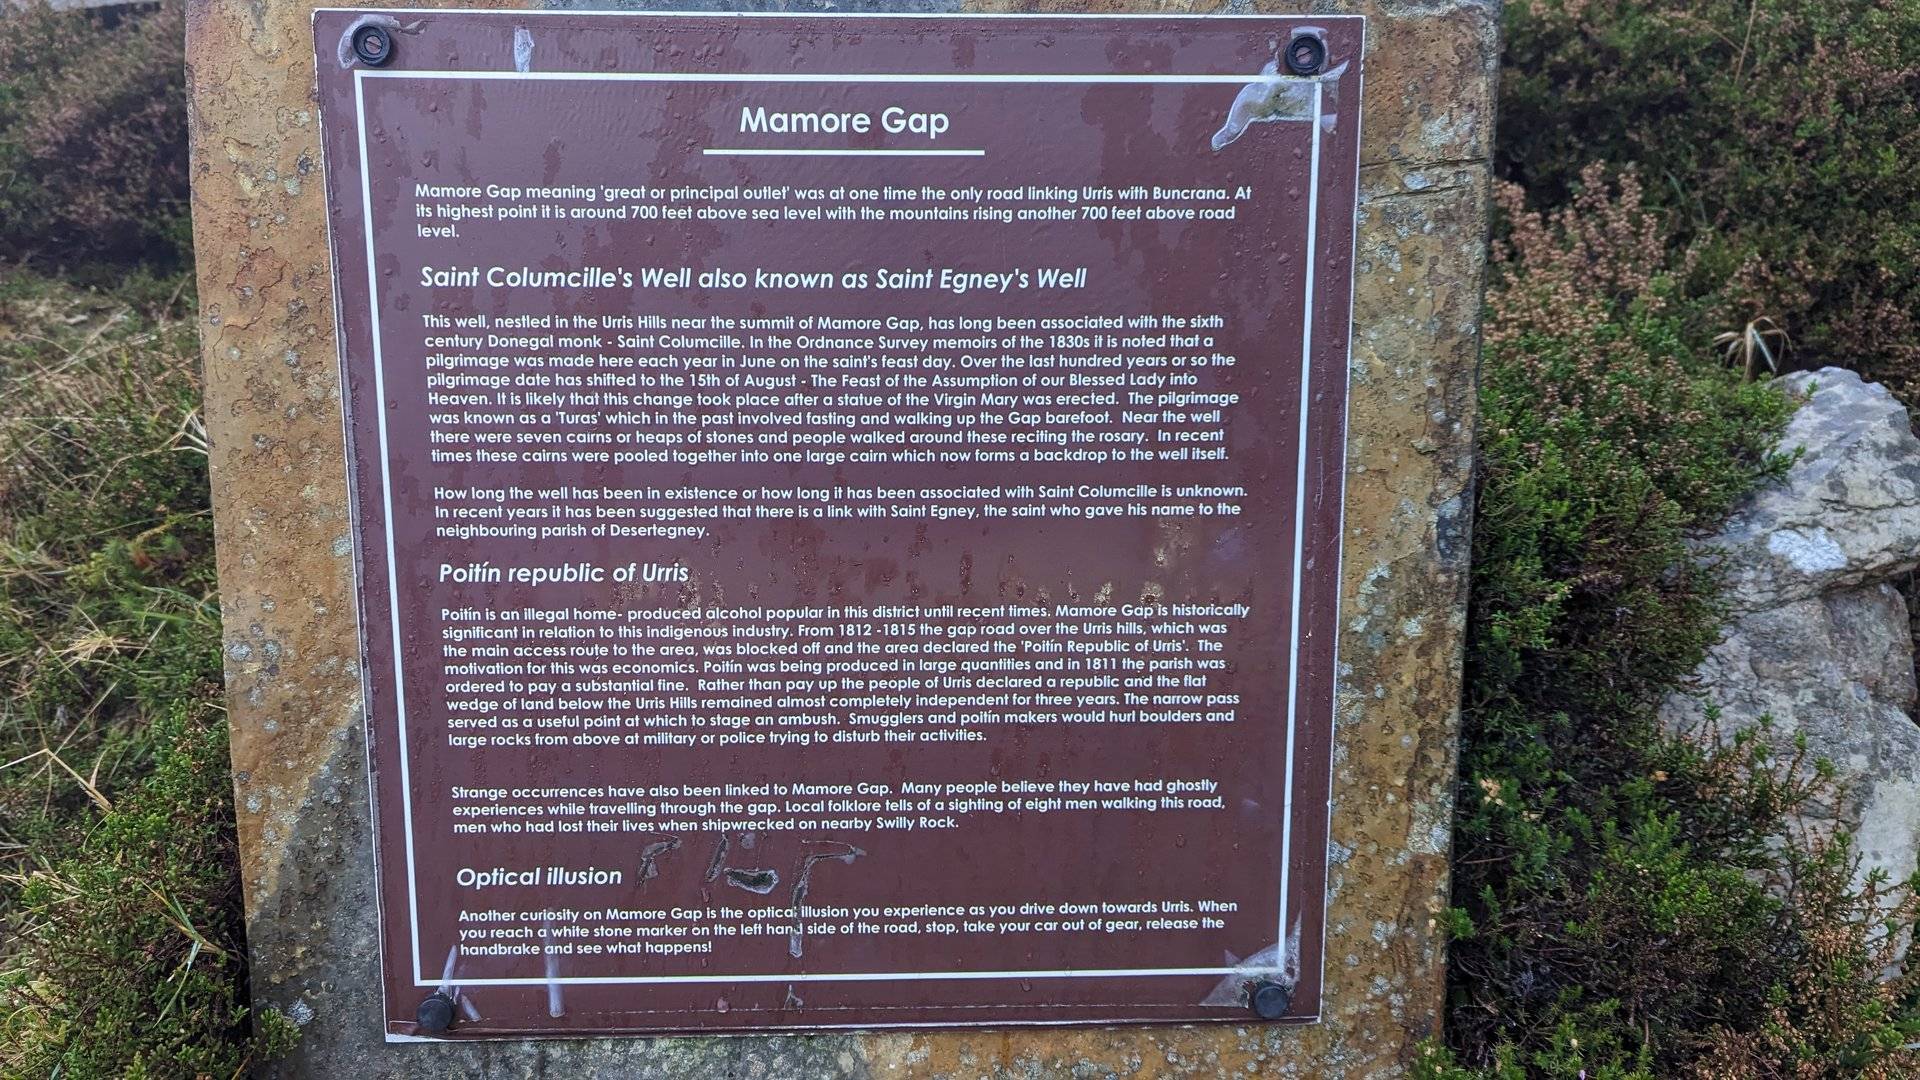 Mamore Gap
Mamore Gap meaning 'great or principal outlet' was at one time the only road linking Urris with Buncrana. At
its highest point it is around 700 feet above sea level with the mountains rising another 700 feet above road
level.
Saint Columcille's Well also known as Saint Egney's Well
This well, nestled in the Urris Hills near the summit of Mamore Gap, has long been associated with the sixth
century Donegal monk - Saint Columcille. In the Ordnance Survey memoirs of the 1830s it is noted that a
pilgrimage was made here each year in June on the saint's feast day. Over the last hundred years or so the
pilgrimage date has shifted to the 15th of August - The Feast of the Assumption of our Blessed Lady into
Heaven. It is likely that this change took place after a statue of the Virgin Mary was erected. The pilgrimage
was known as a 'Turas' which in the past involved fasting and walking up the Gap barefoot. Near the well
there were seven cairns or heaps of stones and people walked around these reciting the rosary. In recent
times these cairns were pooled together into one large cairn which now forms a backdrop to the well itself.
How long the well has been in existence or how long it has been associated with Saint Columcille is unknown.
In recent years it has been suggested that there is a link with Saint Egney, the saint who gave his name to the
neighbouring parish of Desertegney.
Poitín republic of Urris
Poitín is an illegal home- produced alcohol popular in this district until recent times. Mamore Gap is historically
significant in relation to this indigenous industry. From 1812 -1815 the gap road over the Urris hills, which was
the main access route to the area, was blocked off and the area declared the 'Poitín Republic of Urris'. The
motivation for this was economics. Poitín was being produced in large quantities and in 1811 the parish was
ordered to pay a substantial fine. Rather than pay up the people of Urris declared a republic and the flat
wedge of land below the Urris Hills remained almost completely independent for three years. The narrow pass
served as a useful point at which to stage an ambush. Smugglers and poitín makers would hurl boulders and
large rocks from above at military or police trying to disturb their activities.
Strange occurrences have also been linked to Mamore Gap. Many people believe they have had ghostly
experiences while travelling through the gap. Local folklore tells of a sighting of eight men walking this road,
men who had lost their lives when shipwrecked on nearby Swilly Rock.
Optical illusion
Another curiosity on Mamore Gap is the optical illusion you experience as you drive down towards Urris. When
you reach a white stone marker on the left hand side of the road, stop, take your car out of gear, release the
handbrake and see what happens!